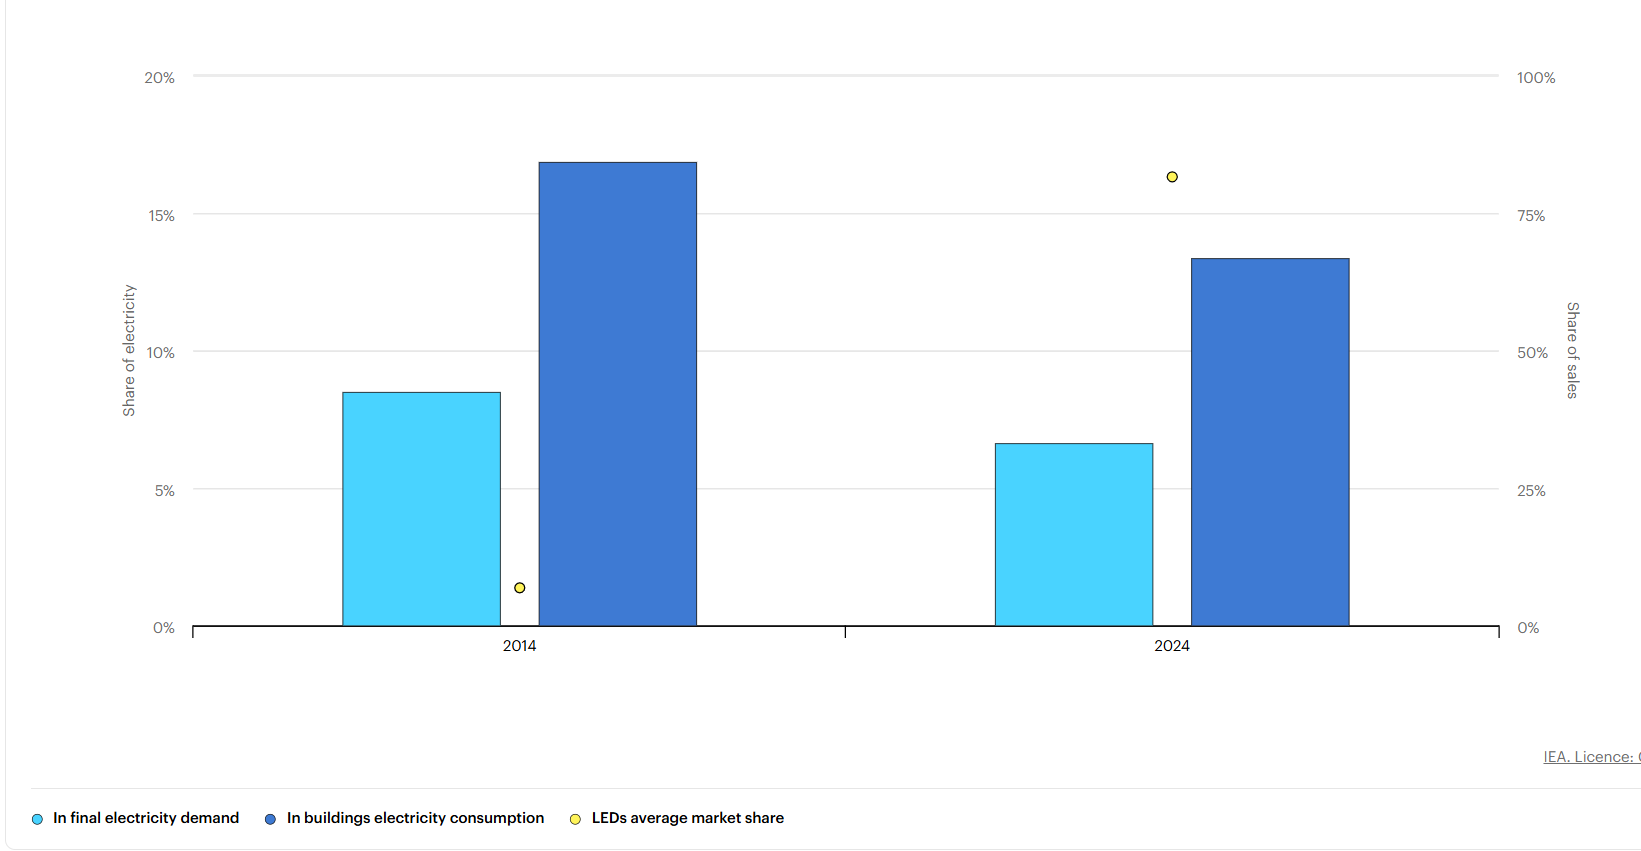 20%
100%
15%
75%
Share of electricity
Share of sales
10%
50%
5%
25%
0%
0%
2014
2024
IEA. Licence:
In final electricity demand
In buildings electricity consumption
LEDs average market share